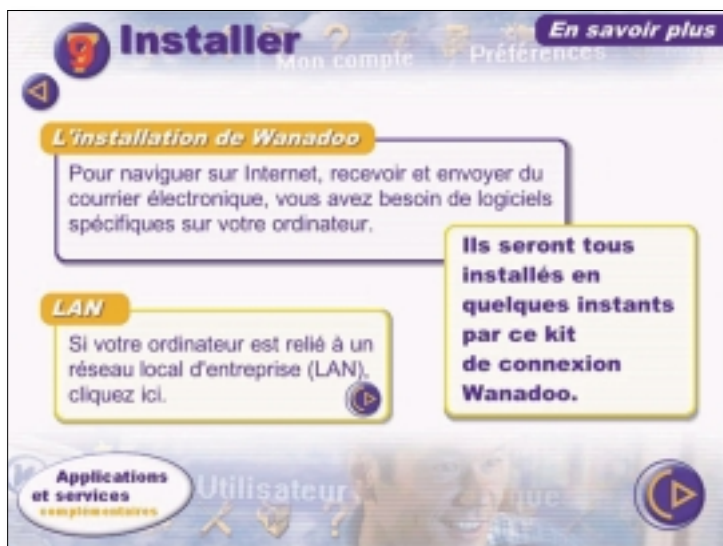 Installer
En savoir plus
Mon compte
Préférences
L'installation de Wanadoo
Pour naviguer sur Internet, recevoir et envoyer du
courrier électronique, vous avez besoin de logiciels
spécifiques sur votre ordinateur.
Ils seront tous
installés en
quelques instants
par ce kit
de connexion
Wanadoo.
LAN
Si votre ordinateur est relié à un
réseau local d'entreprise (LAN),
cliquez ici.
Applications
et services
complémentaires
Utilisateur